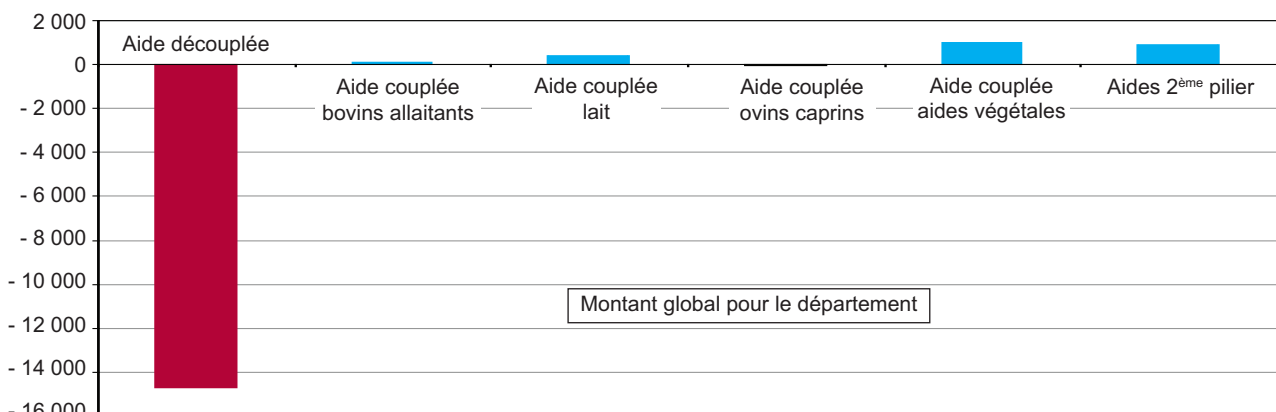 2 000
0
- 2 000
- 4 000
- 6 000
- 8 000
- 10 000
- 12 000
- 14 000
- 16 000
Aide découplée
Aide couplée
bovins allaitants
Aide couplée
lait
Aide couplée
ovins caprins
Aide couplée
aides végétales
Aides 2ème pilier
Montant global pour le département